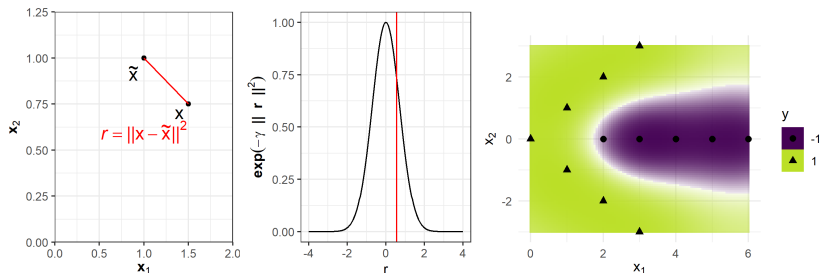 1.25
1.00
0.75
0.50
0.25
0.00
x̃
x
r = ||x − x̃||²
0.0 0.5 1.0 1.5 2.0
x₁
x₂
1.00
0.75
0.50
0.25
0.00
-4 -2 0 2 4
r
exp(−γ || r ||²)
2
0
-2
0 2 4 6
x₁
x₂
y
-1
1